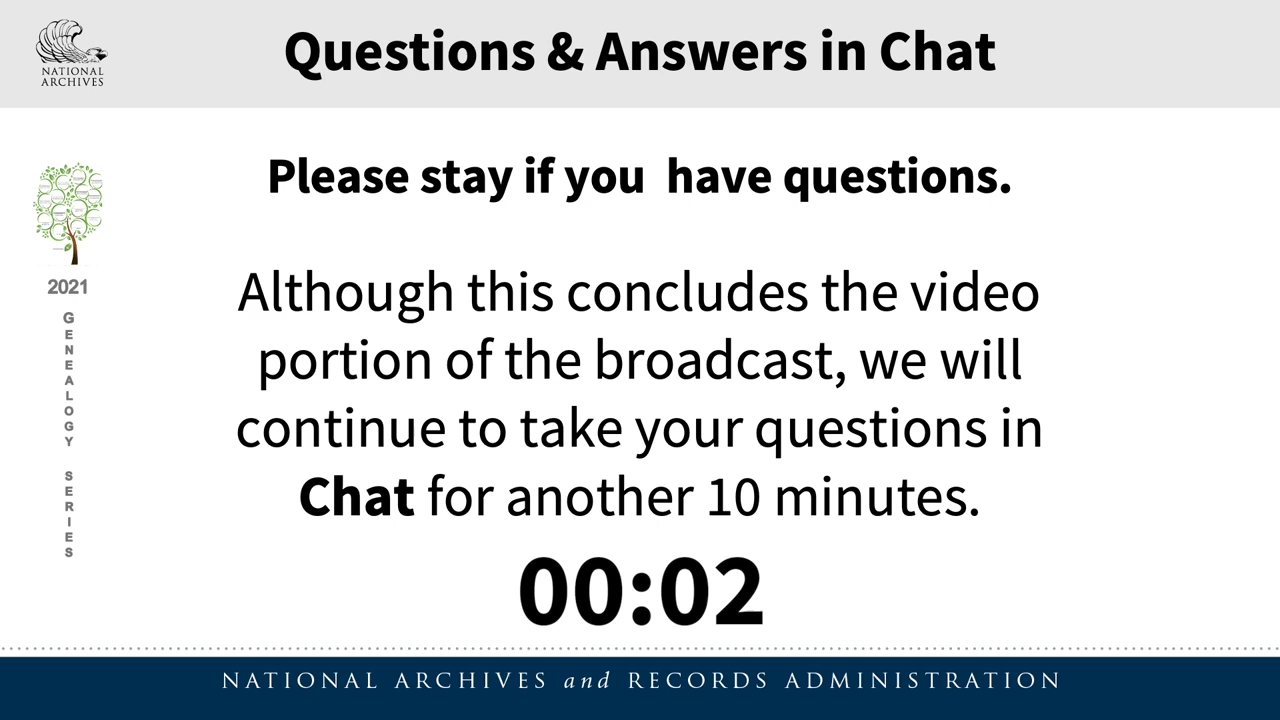 NATIONAL
ARCHIVES
Questions & Answers in Chat
Please stay if you  have questions.
2021
GENEALOGY SERIES
Although this concludes the video
portion of the broadcast, we will
continue to take your questions in
Chat for another 10 minutes.
00:02
NATIONAL ARCHIVES and RECORDS ADMINISTRATION